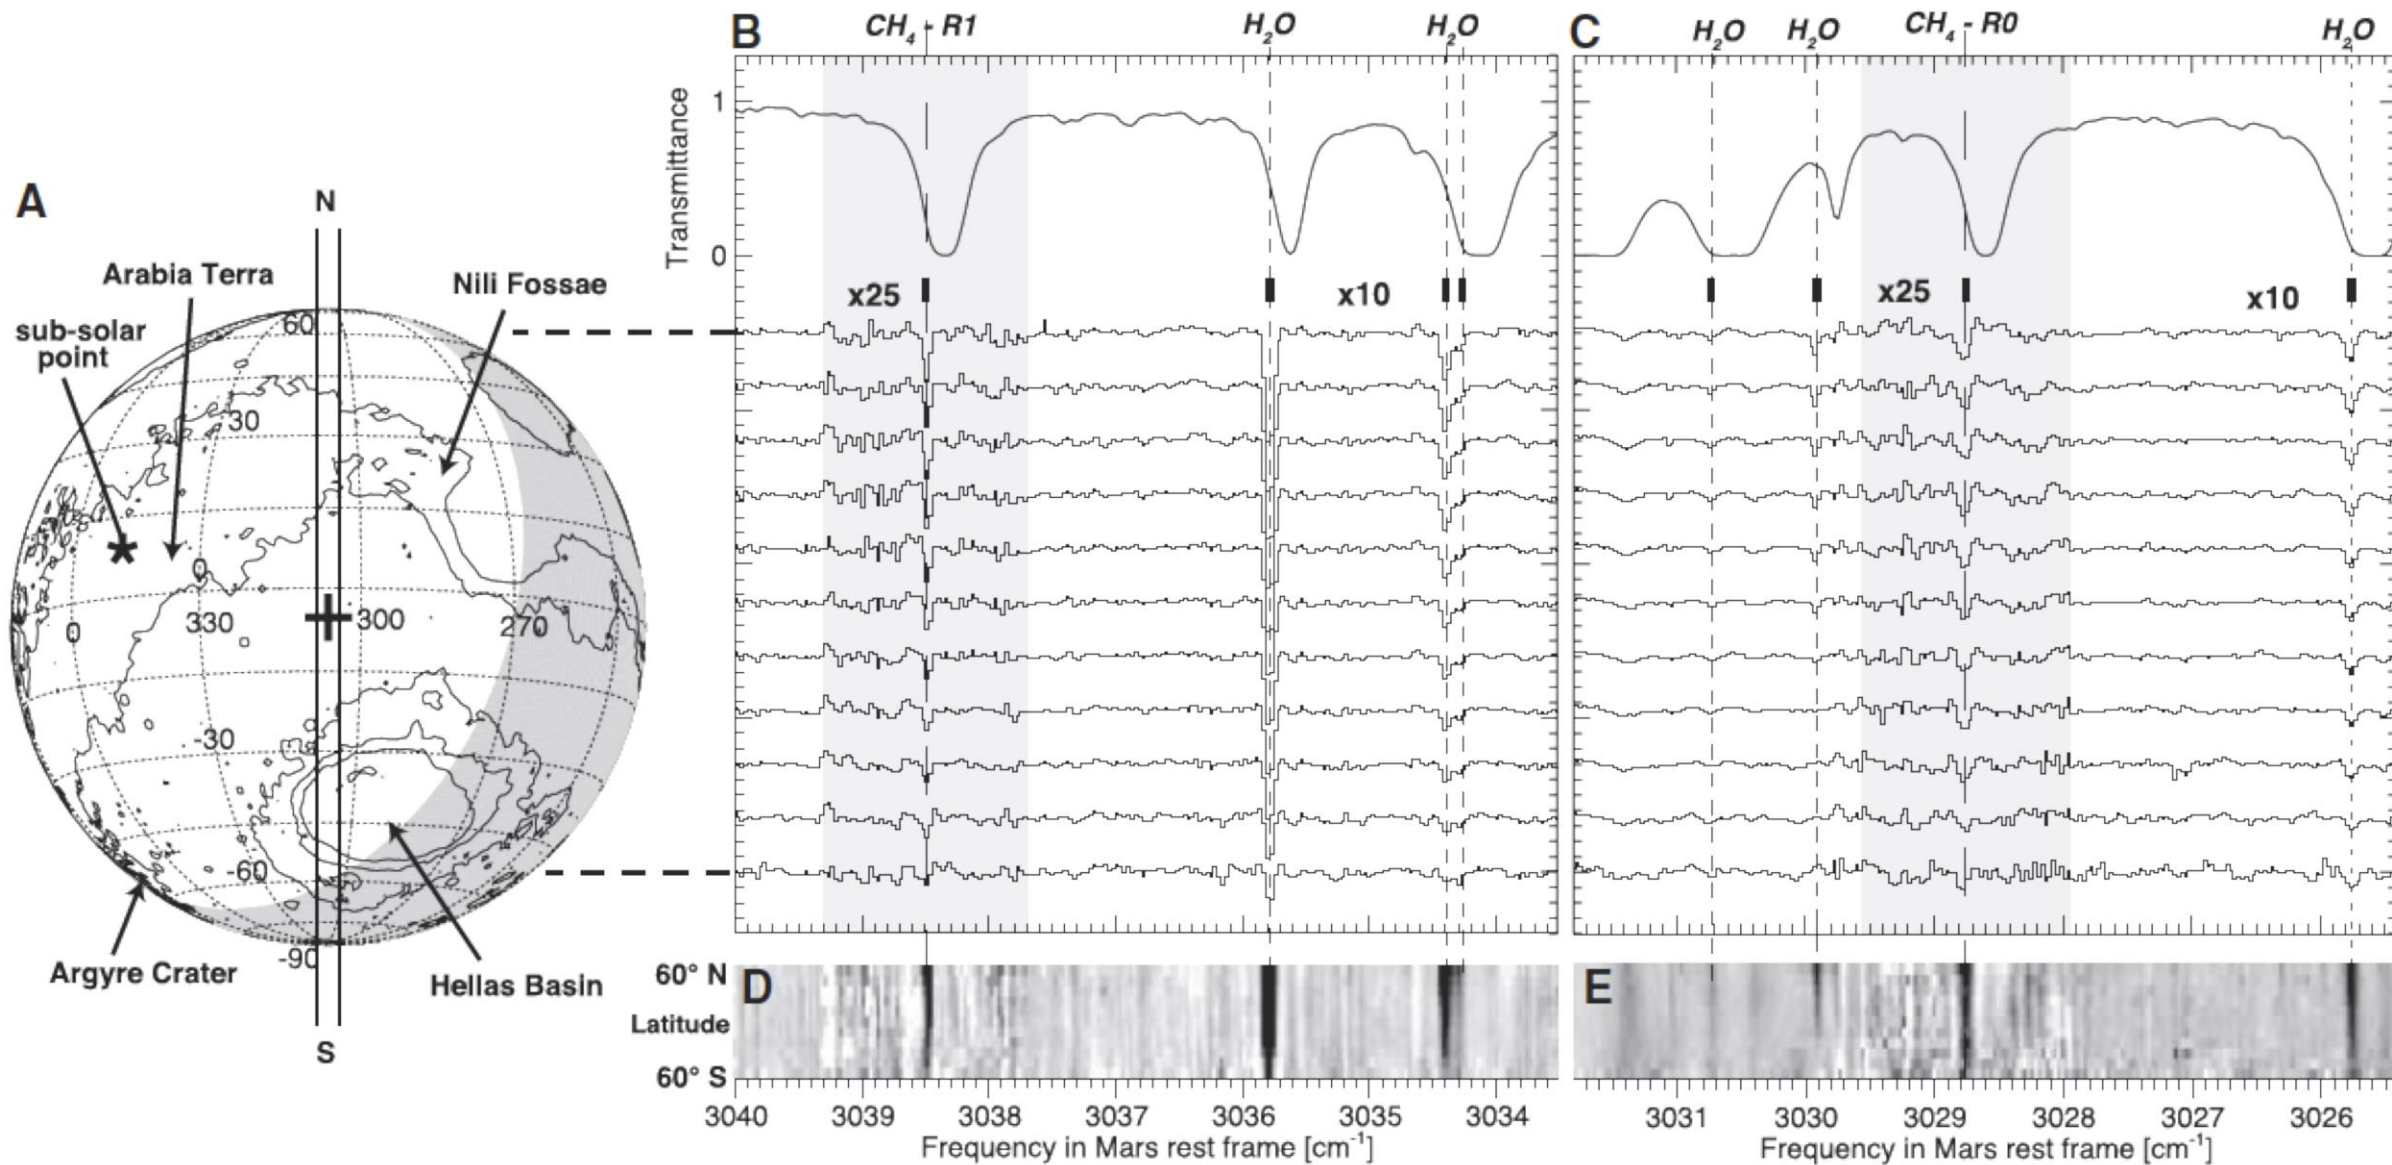 A
N
Arabia Terra
Nili Fossae
sub-solar
point
60
30
0
0
330
300
270
-30
-60
-90
Argyre Crater
Hellas Basin
S
B
CH4 - R1
H2O
H2O
Transmittance
1
0
x25
x10
C
H2O
H2O
CH4 - R0
H2O
x25
x10
D
60° N
Latitude
60° S
3040 3039 3038 3037 3036 3035 3034
Frequency in Mars rest frame [cm⁻¹]
E
3031 3030 3029 3028 3027 3026
Frequency in Mars rest frame [cm⁻¹]